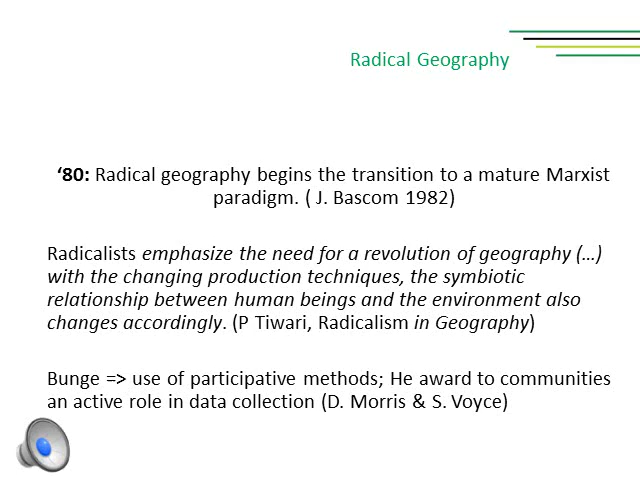 Radical Geography
‘80: Radical geography begins the transition to a mature Marxist
paradigm. ( J. Bascom 1982)
Radicalists emphasize the need for a revolution of geography (…)
with the changing production techniques, the symbiotic
relationship between human beings and the environment also
changes accordingly. (P Tiwari, Radicalism in Geography)
Bunge => use of participative methods; He award to communities
an active role in data collection (D. Morris & S. Voyce)